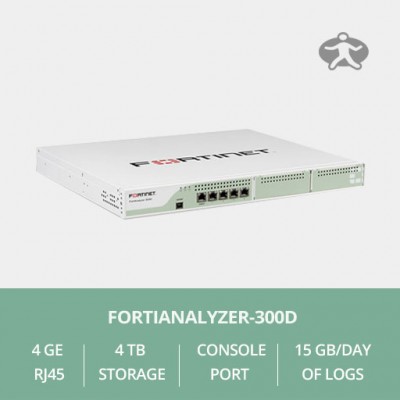 FORTINET
FORTINET
FORTIANALYZER-300D
4 GE RJ45
4 TB STORAGE
CONSOLE PORT
15 GB/DAY OF LOGS